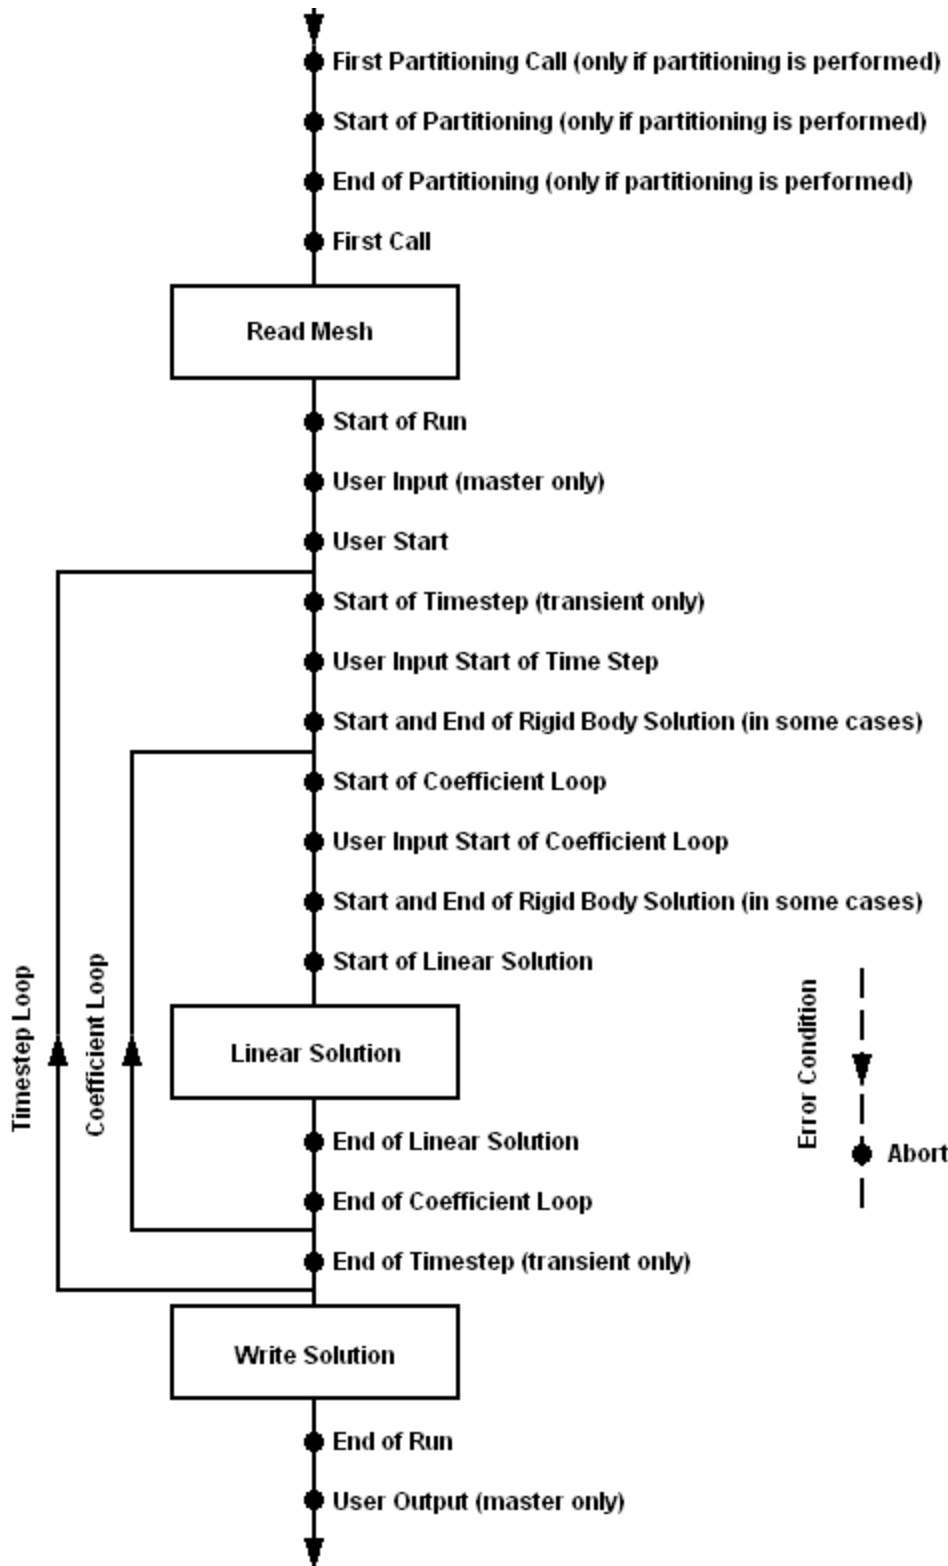 First Partitioning Call (only if partitioning is performed)
Start of Partitioning (only if partitioning is performed)
End of Partitioning (only if partitioning is performed)
First Call
Read Mesh
Start of Run
User Input (master only)
User Start
Start of Timestep (transient only)
User Input Start of Time Step
Start and End of Rigid Body Solution (in some cases)
Start of Coefficient Loop
User Input Start of Coefficient Loop
Start and End of Rigid Body Solution (in some cases)
Start of Linear Solution
Timestep Loop
Coefficient Loop
Linear Solution
Error Condition
Abort
End of Linear Solution
End of Coefficient Loop
End of Timestep (transient only)
Write Solution
End of Run
User Output (master only)